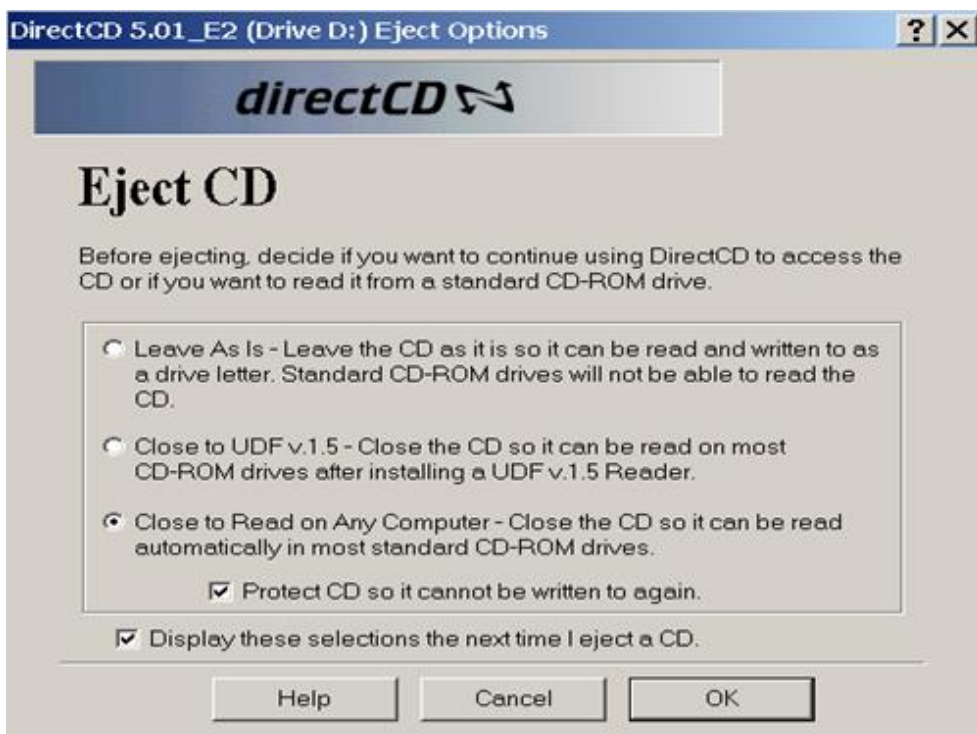 DirectCD 5.01_E2 (Drive D:) Eject Options
directCD
Eject CD
Before ejecting, decide if you want to continue using DirectCD to access the
CD or if you want to read it from a standard CD-ROM drive.
Leave As Is - Leave the CD as it is so it can be read and written to as
a drive letter. Standard CD-ROM drives will not be able to read the
CD.
Close to UDF v.1.5 - Close the CD so it can be read on most
CD-ROM drives after installing a UDF v.1.5 Reader.
Close to Read on Any Computer - Close the CD so it can be read
automatically in most standard CD-ROM drives.
Protect CD so it cannot be written to again.
Display these selections the next time I eject a CD.
Help Cancel OK